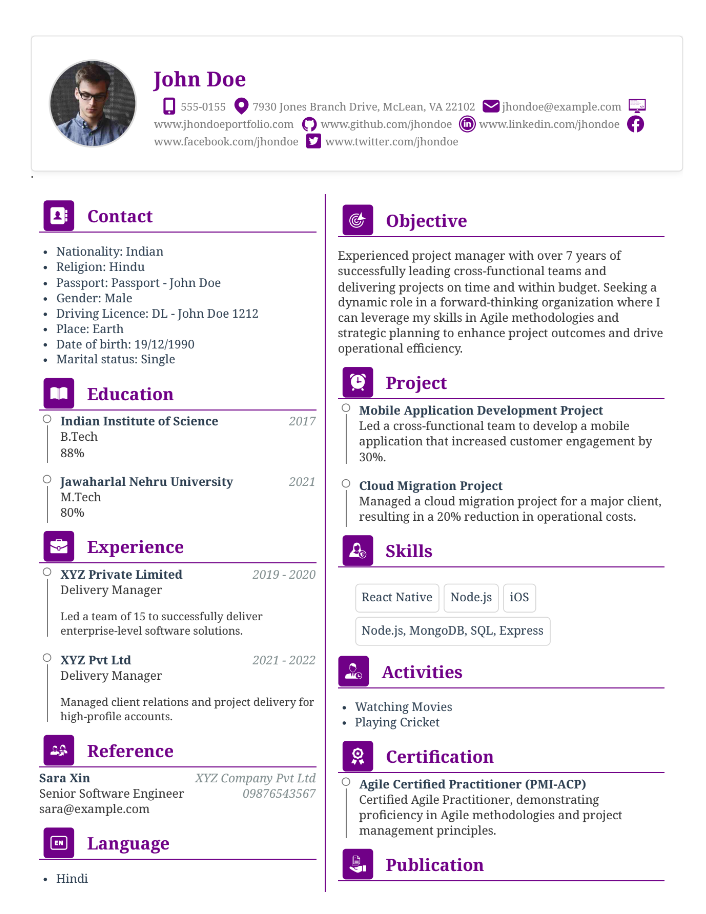 John Doe
555-0155 7930 Jones Branch Drive, McLean, VA 22102 jhondoe@example.com
www.jhondoeportfolio.com www.github.com/jhondoe www.linkedin.com/jhondoe
www.facebook.com/jhondoe www.twitter.com/jhondoe
.
Contact
• Nationality: Indian
• Religion: Hindu
• Passport: Passport - John Doe
• Gender: Male
• Driving Licence: DL - John Doe 1212
• Place: Earth
• Date of birth: 19/12/1990
• Marital status: Single
Education
Indian Institute of Science 2017
B.Tech
88%
Jawaharlal Nehru University 2021
M.Tech
80%
Experience
XYZ Private Limited 2019 - 2020
Delivery Manager
Led a team of 15 to successfully deliver
enterprise-level software solutions.
XYZ Pvt Ltd 2021 - 2022
Delivery Manager
Managed client relations and project delivery for
high-profile accounts.
Reference
Sara Xin XYZ Company Pvt Ltd
Senior Software Engineer 09876543567
sara@example.com
EN
Language
• Hindi
Objective
Experienced project manager with over 7 years of
successfully leading cross-functional teams and
delivering projects on time and within budget. Seeking a
dynamic role in a forward-thinking organization where I
can leverage my skills in Agile methodologies and
strategic planning to enhance project outcomes and drive
operational efficiency.
Project
Mobile Application Development Project
Led a cross-functional team to develop a mobile
application that increased customer engagement by
30%.
Cloud Migration Project
Managed a cloud migration project for a major client,
resulting in a 20% reduction in operational costs.
Skills
React Native Node.js iOS
Node.js, MongoDB, SQL, Express
Activities
• Watching Movies
• Playing Cricket
Certification
Agile Certified Practitioner (PMI-ACP)
Certified Agile Practitioner, demonstrating
proficiency in Agile methodologies and project
management principles.
Publication